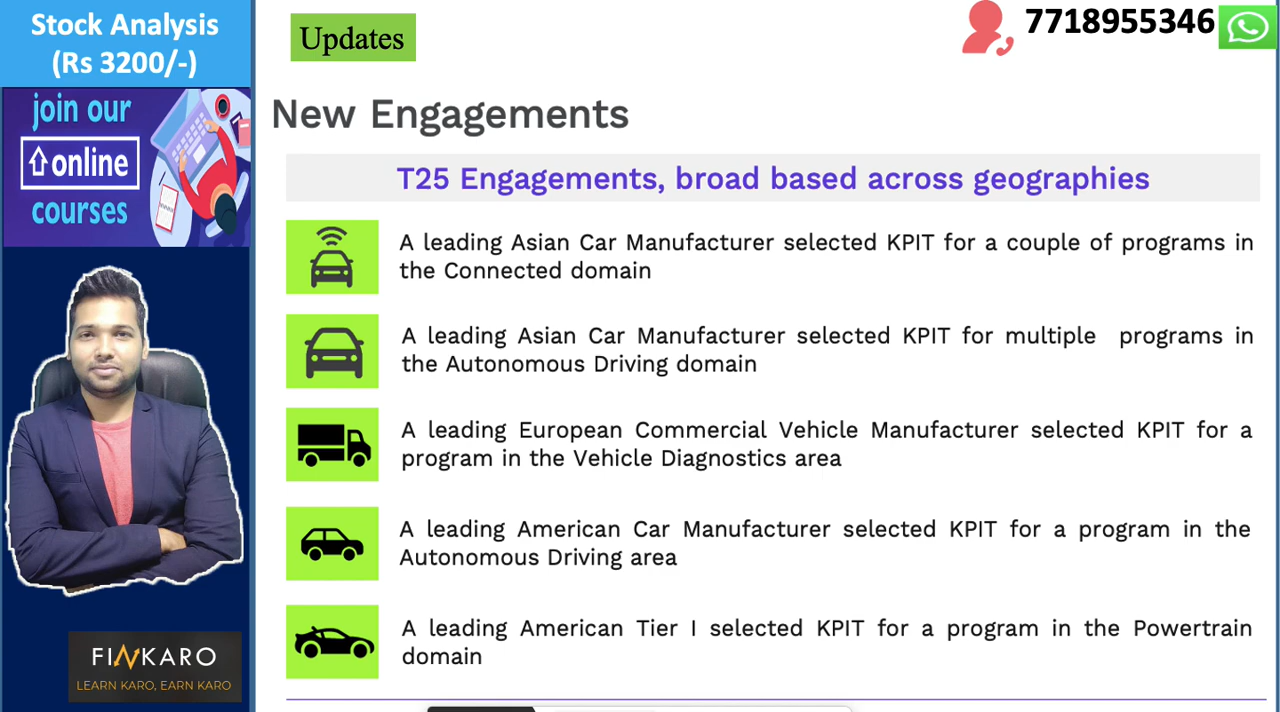 Stock Analysis
(Rs 3200/-)
join our
online
courses
FINKARO
LEARN KARO, EARN KARO
Updates
7718955346
New Engagements
T25 Engagements, broad based across geographies
A leading Asian Car Manufacturer selected KPIT for a couple of programs in
the Connected domain
A leading Asian Car Manufacturer selected KPIT for multiple programs in
the Autonomous Driving domain
A leading European Commercial Vehicle Manufacturer selected KPIT for a
program in the Vehicle Diagnostics area
A leading American Car Manufacturer selected KPIT for a program in the
Autonomous Driving area
A leading American Tier I selected KPIT for a program in the Powertrain
domain